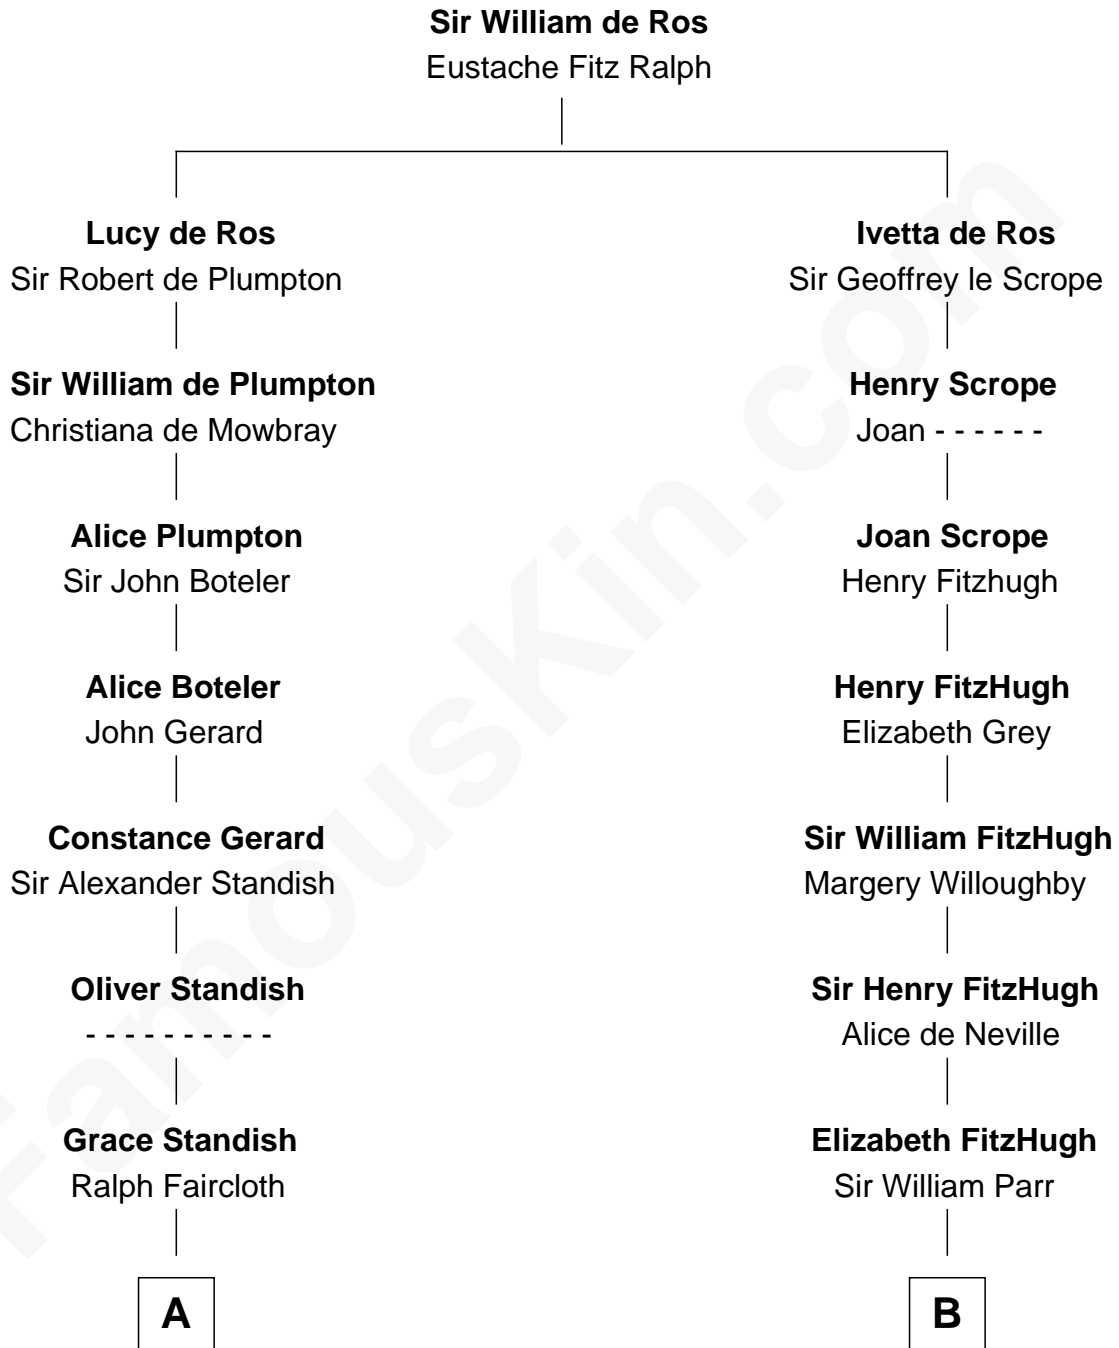 Sir William de Ros
Eustache Fitz Ralph
Lucy de Ros
Sir Robert de Plumpton
Ivetta de Ros
Sir Geoffrey le Scrope
Sir William de Plumpton
Christiana de Mowbray
Henry Scrope
Joan - - - - - -
Alice Plumpton
Sir John Boteler
Joan Scrope
Henry Fitzhugh
Alice Boteler
John Gerard
Henry FitzHugh
Elizabeth Grey
Constance Gerard
Sir Alexander Standish
Sir William FitzHugh
Margery Willoughby
Oliver Standish
- - - - - - - - - -
Sir Henry FitzHugh
Alice de Neville
Grace Standish
Ralph Faircloth
Elizabeth FitzHugh
Sir William Parr
A
B
FamousKin.com